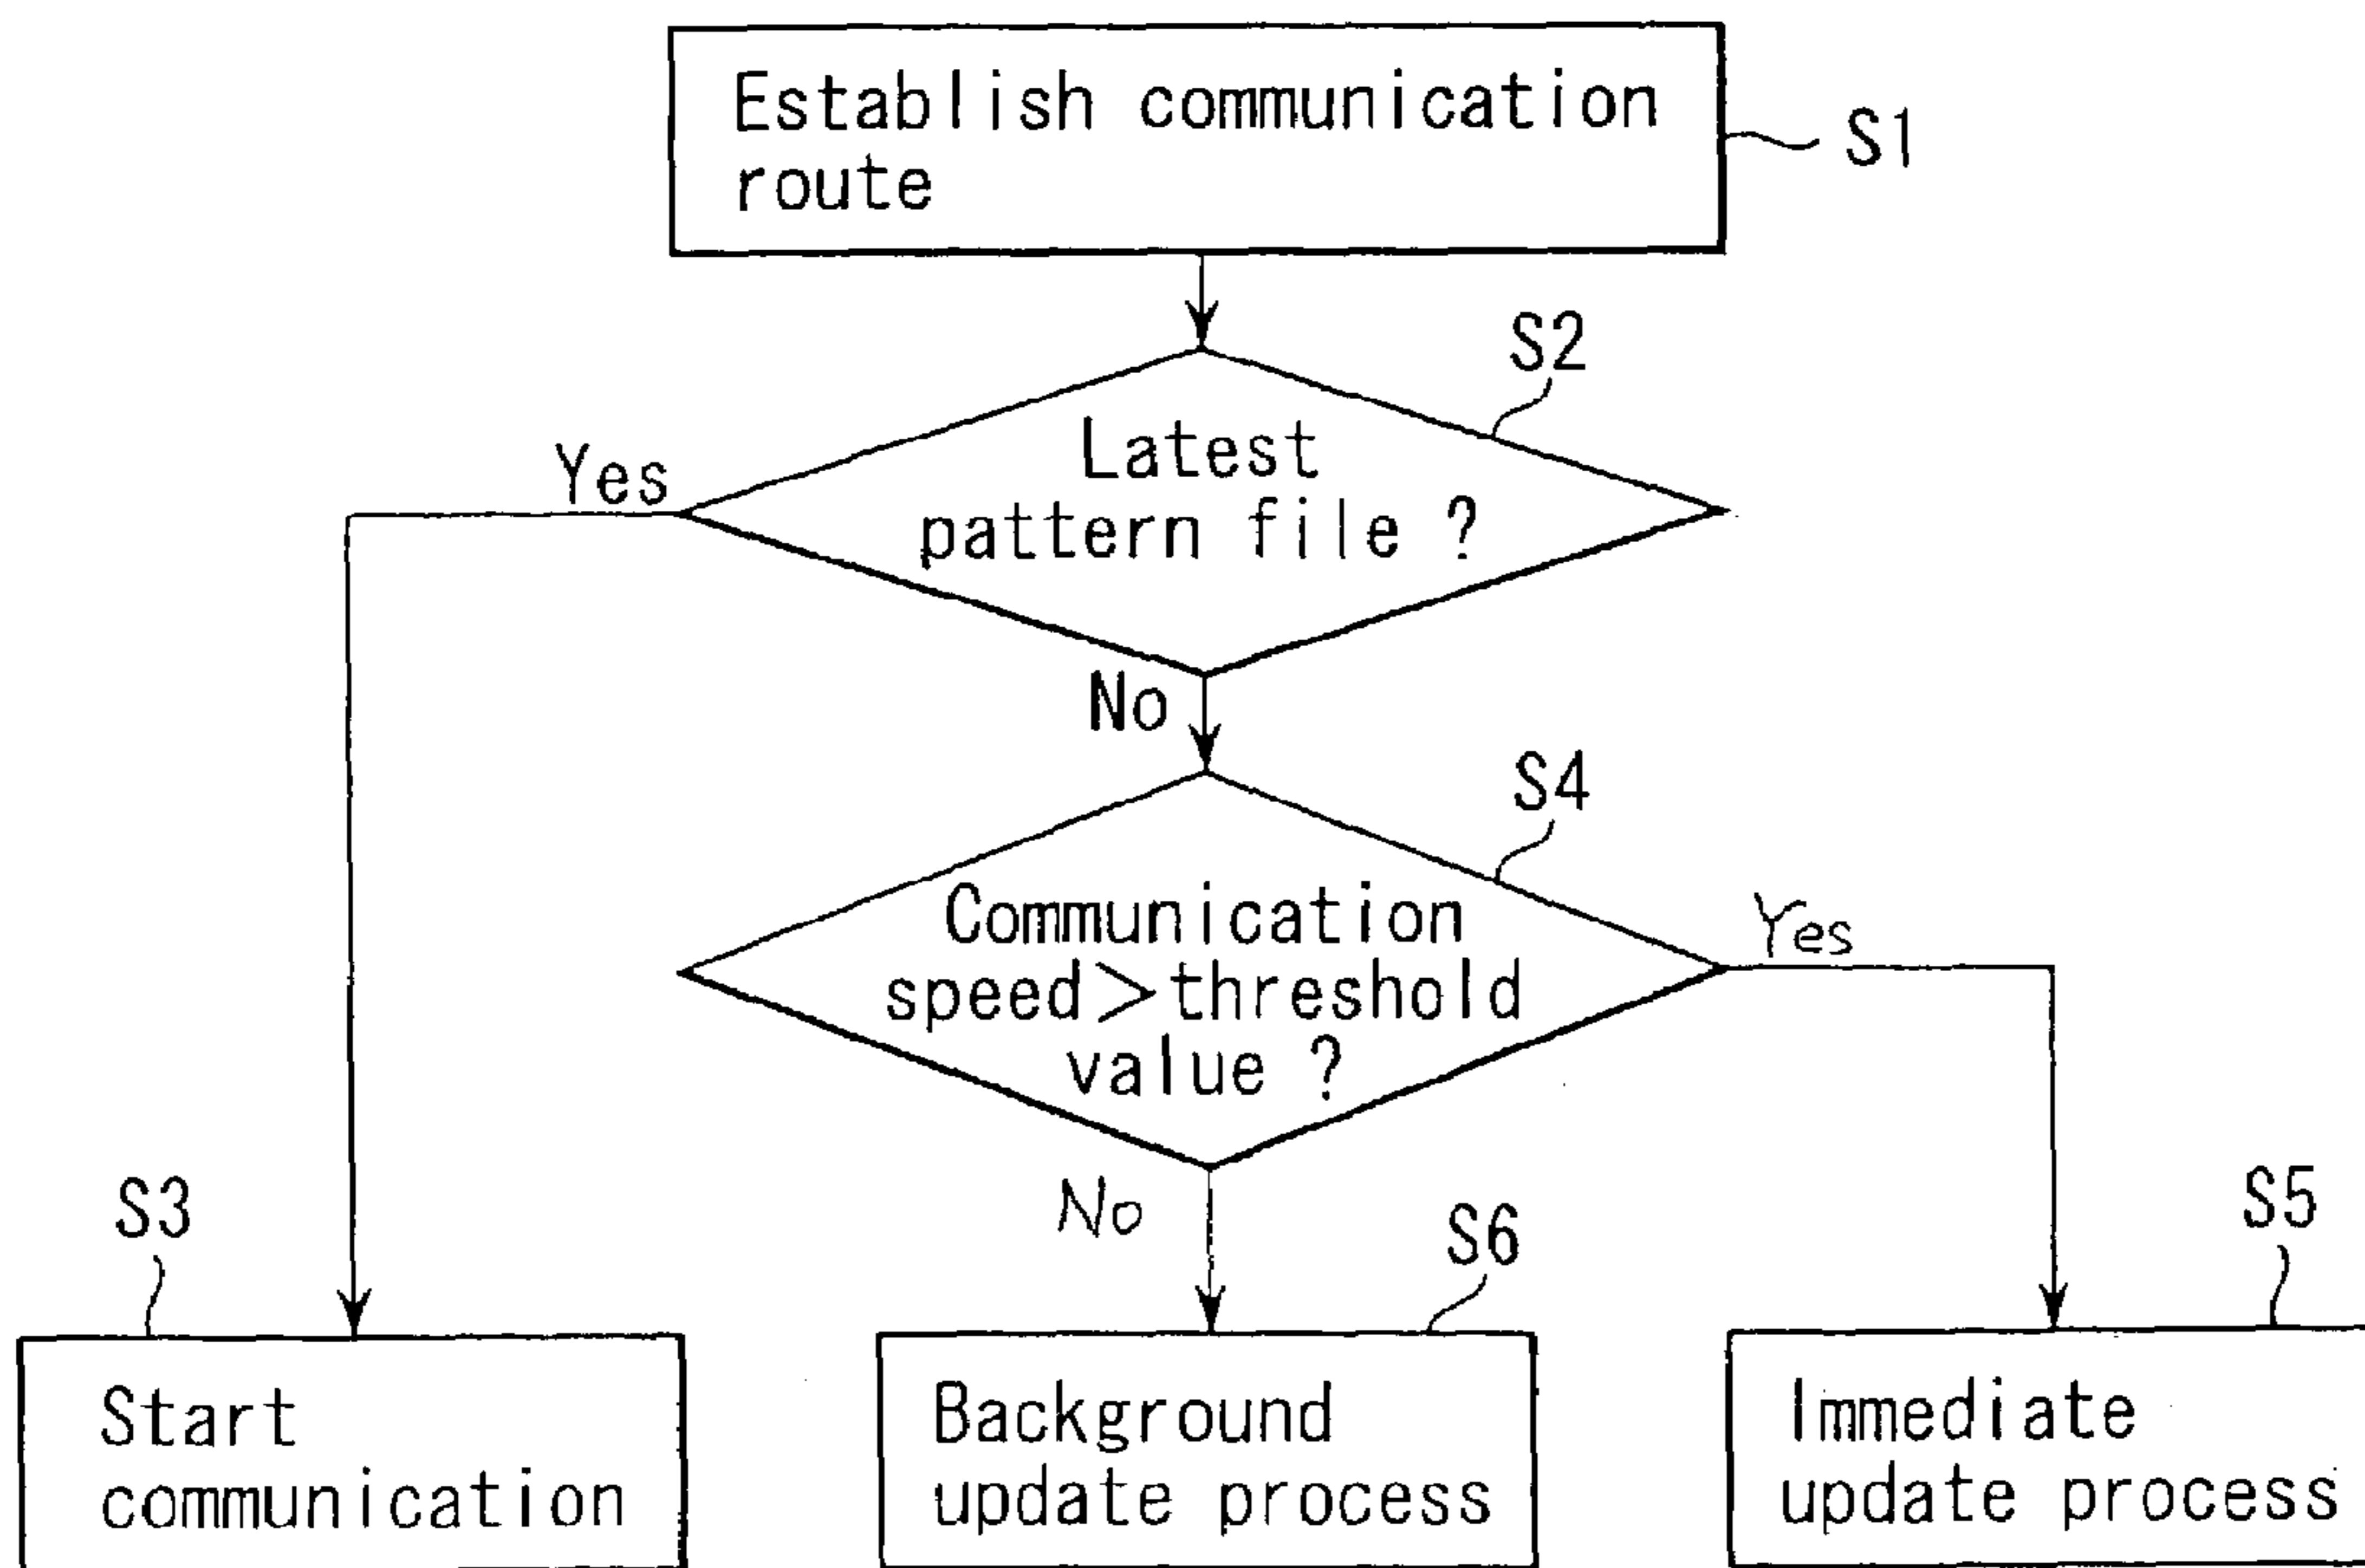 Establish communication
route
S1
S2
Latest
pattern file ?
Yes
No
S4
Communication
speed>threshold
value ?
Yes
No
S3
S6
S5
Start
communication
Background
update process
Immediate
update process